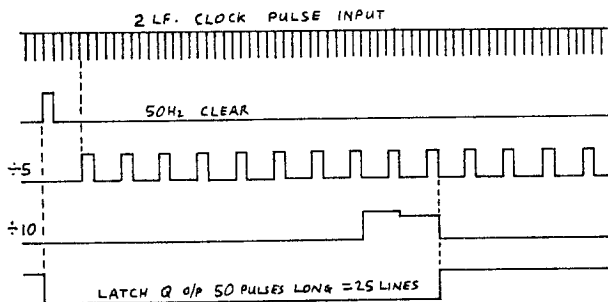 2 LF. CLOCK PULSE INPUT
50Hz CLEAR
÷5
÷10
LATCH Q O/P 50 PULSES LONG = 25 LINES